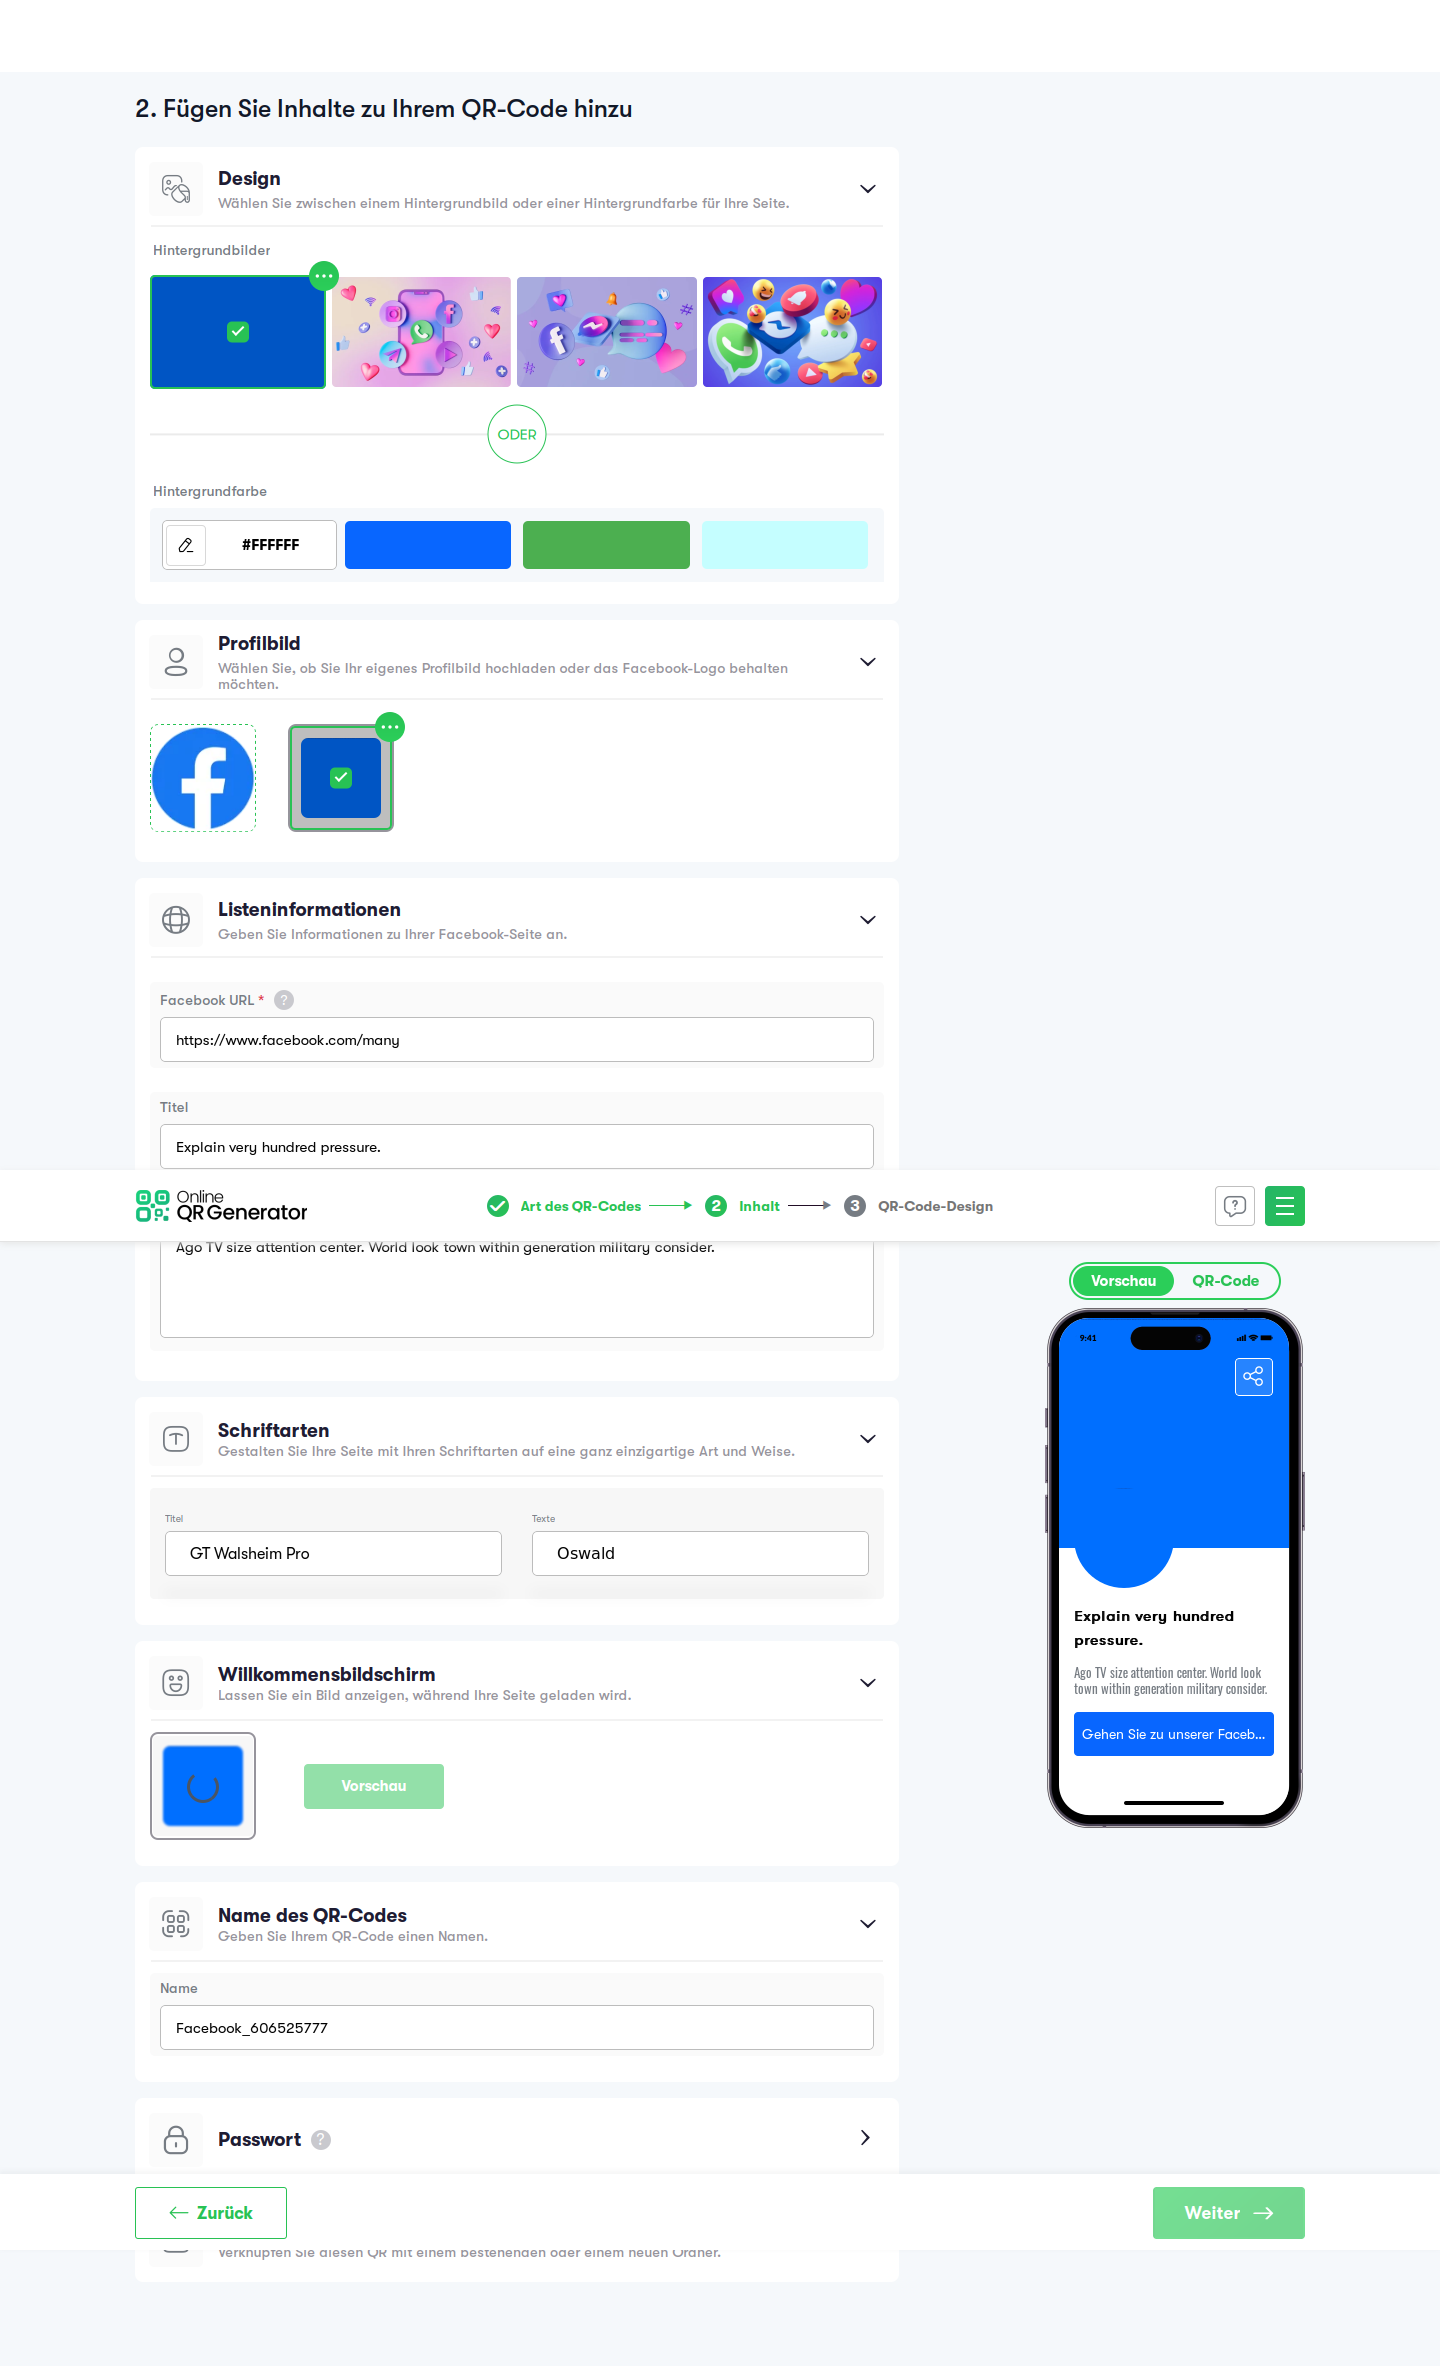 2. Fügen Sie Inhalte zu Ihrem QR-Code hinzu
Design
Wählen Sie zwischen einem Hintergrundbild oder einer Hintergrundfarbe für Ihre Seite.
Hintergrundbilder
ODER
Hintergrundfarbe
#FFFFFF
Profilbild
Wählen Sie, ob Sie Ihr eigenes Profilbild hochladen oder das Facebook-Logo behalten
möchten.
Listeninformationen
Geben Sie Informationen zu Ihrer Facebook-Seite an.
Facebook URL * ?
https://www.facebook.com/many
Titel
Explain very hundred pressure.
Online
QR Generator
Art des QR-Codes
2 Inhalt
3 QR-Code-Design
Ago TV size attention center. World look town within generation military consider.
Vorschau
QR-Code
9:41
Explain very hundred
pressure.
Ago TV size attention center. World look
town within generation military consider.
Gehen Sie zu unserer Faceb...
Schriftarten
Gestalten Sie Ihre Seite mit Ihren Schriftarten auf eine ganz einzigartige Art und Weise.
Titel
GT Walsheim Pro
Texte
Oswald
Willkommensbildschirm
Lassen Sie ein Bild anzeigen, während Ihre Seite geladen wird.
Vorschau
Name des QR-Codes
Geben Sie Ihrem QR-Code einen Namen.
Name
Facebook_606525777
Passwort ?
Zurück
Weiter
Verknüpfen Sie diesen QR mit einem bestehenden oder einem neuen Ordner.